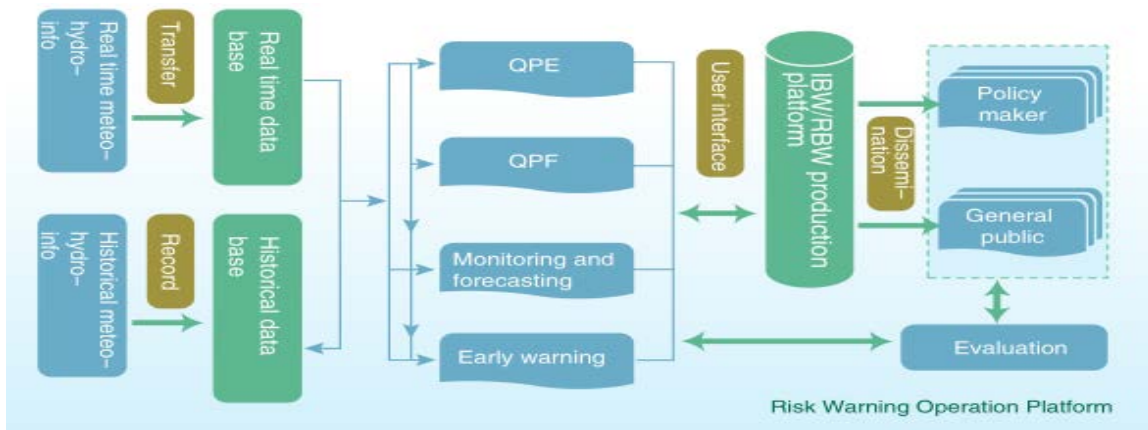 Real time meteo–
hydro–
info
Transfer
Real time data
base
Historical meteo–
hydro–
info
Record
Historical data
base
QPE
QPF
Monitoring and
forecasting
Early warning
User interface
IBW/RBW production
platform
Dissemi–
nation
Policy
maker
General
public
Evaluation
Risk Warning Operation Platform